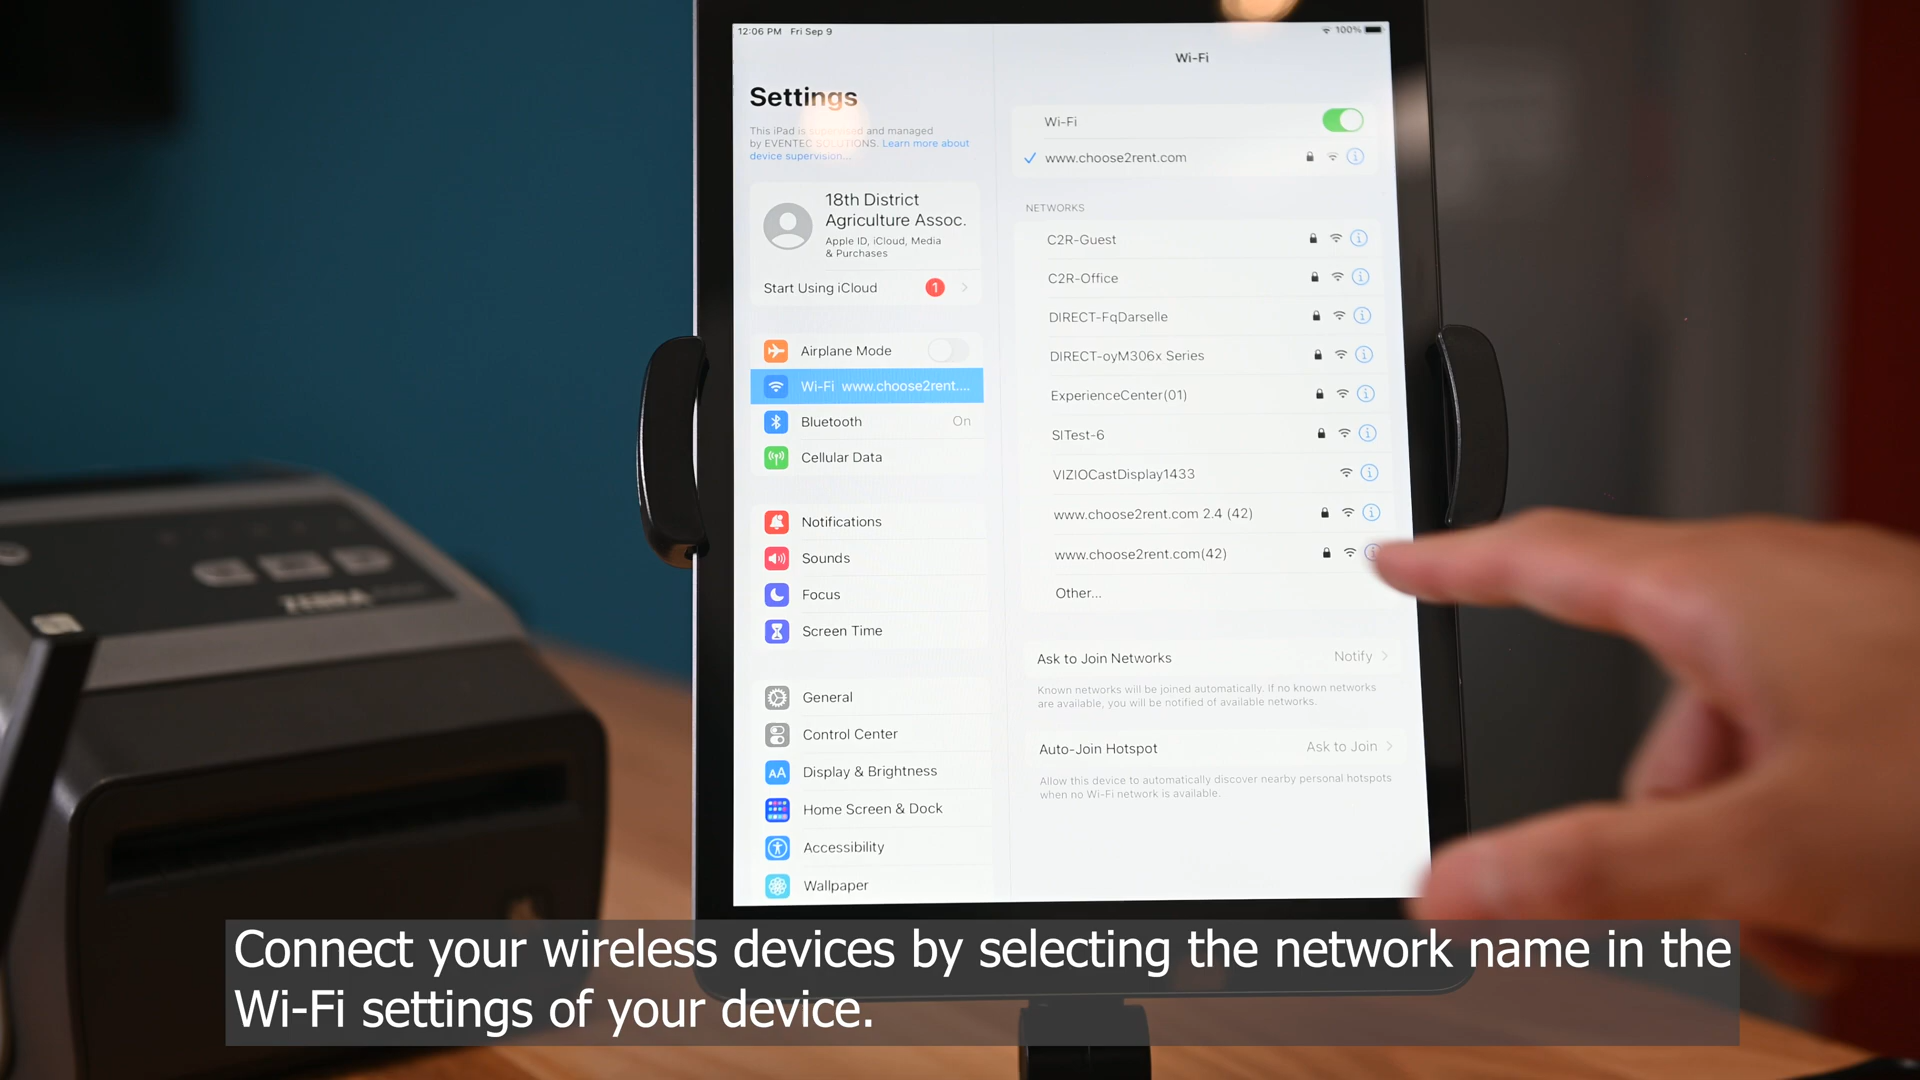 12:06 PM Fri Sep 9
100%
Wi-Fi
Settings
This iPad is supervised and managed
by EVENTEC SOLUTIONS. Learn more about
device supervision...
18th District
Agriculture Assoc.
Apple ID, iCloud, Media
& Purchases
Start Using iCloud 1
Airplane Mode
Wi-Fi www.choose2rent....
Bluetooth On
Cellular Data
Notifications
Sounds
Focus
Screen Time
General
Control Center
AA Display & Brightness
Home Screen & Dock
Accessibility
Wallpaper
Wi-Fi
www.choose2rent.com
NETWORKS
C2R-Guest
C2R-Office
DIRECT-FqDarselle
DIRECT-oyM306x Series
ExperienceCenter(01)
SITest-6
VIZIOCastDisplay1433
www.choose2rent.com 2.4 (42)
www.choose2rent.com(42)
Other...
Ask to Join Networks Notify
Known networks will be joined automatically. If no known networks
are available, you will be notified of available networks.
Auto-Join Hotspot Ask to Join
Allow this device to automatically discover nearby personal hotspots
when no Wi-Fi network is available.
ZEBRA
Connect your wireless devices by selecting the network name in the
Wi-Fi settings of your device.